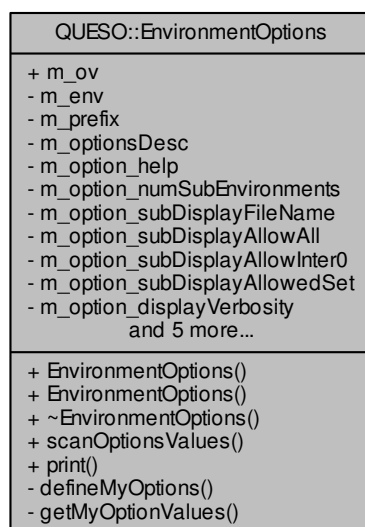 QUESO::EnvironmentOptions
+ m_ov
- m_env
- m_prefix
- m_optionsDesc
- m_option_help
- m_option_numSubEnvironments
- m_option_subDisplayFileName
- m_option_subDisplayAllowAll
- m_option_subDisplayAllowInter0
- m_option_subDisplayAllowedSet
- m_option_displayVerbosity
and 5 more...
+ EnvironmentOptions()
+ EnvironmentOptions()
+ ~EnvironmentOptions()
+ scanOptionsValues()
+ print()
- defineMyOptions()
- getMyOptionValues()